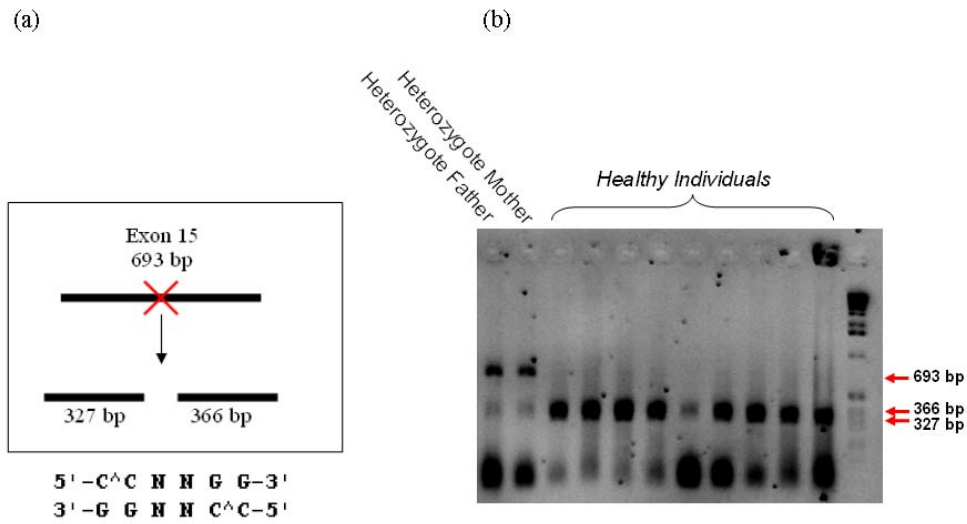 (a)
(b)
Heterozygote Mother
Heterozygote Father
Healthy Individuals
Exon 15
693 bp
327 bp
366 bp
5'-C^C N N G G-3'
3'-G G N N C^C-5'
693 bp
366 bp
327 bp